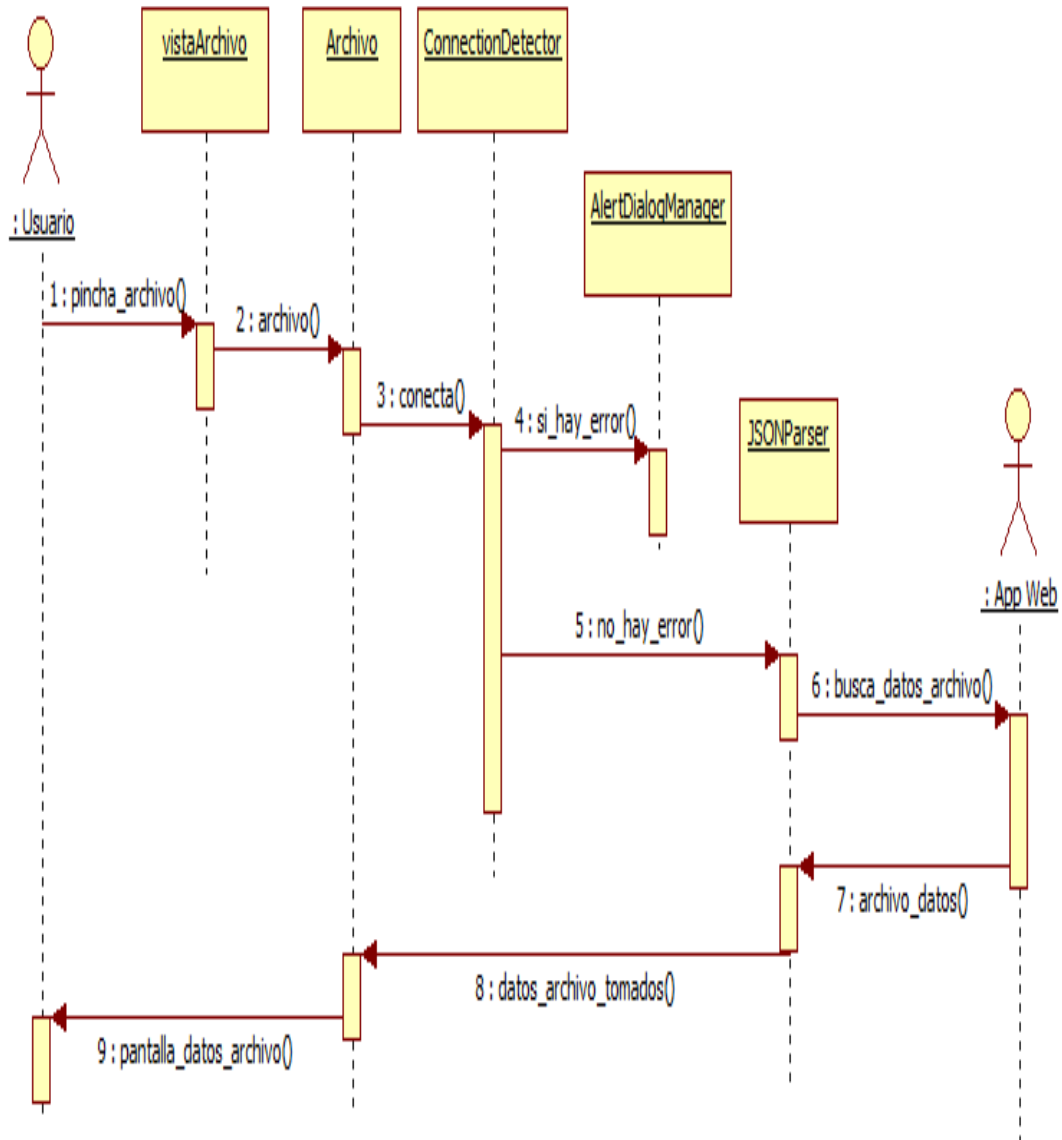 vistaArchivo
Archivo
ConnectionDetector
AlertDialogManager
: Usuario
1 : pincha_archivo()
2 : archivo()
3 : conecta()
4 : si_hay_error()
JSONParser
: App Web
5 : no_hay_error()
6 : busca_datos_archivo()
7 : archivo_datos()
8 : datos_archivo_tomados()
9 : pantalla_datos_archivo()